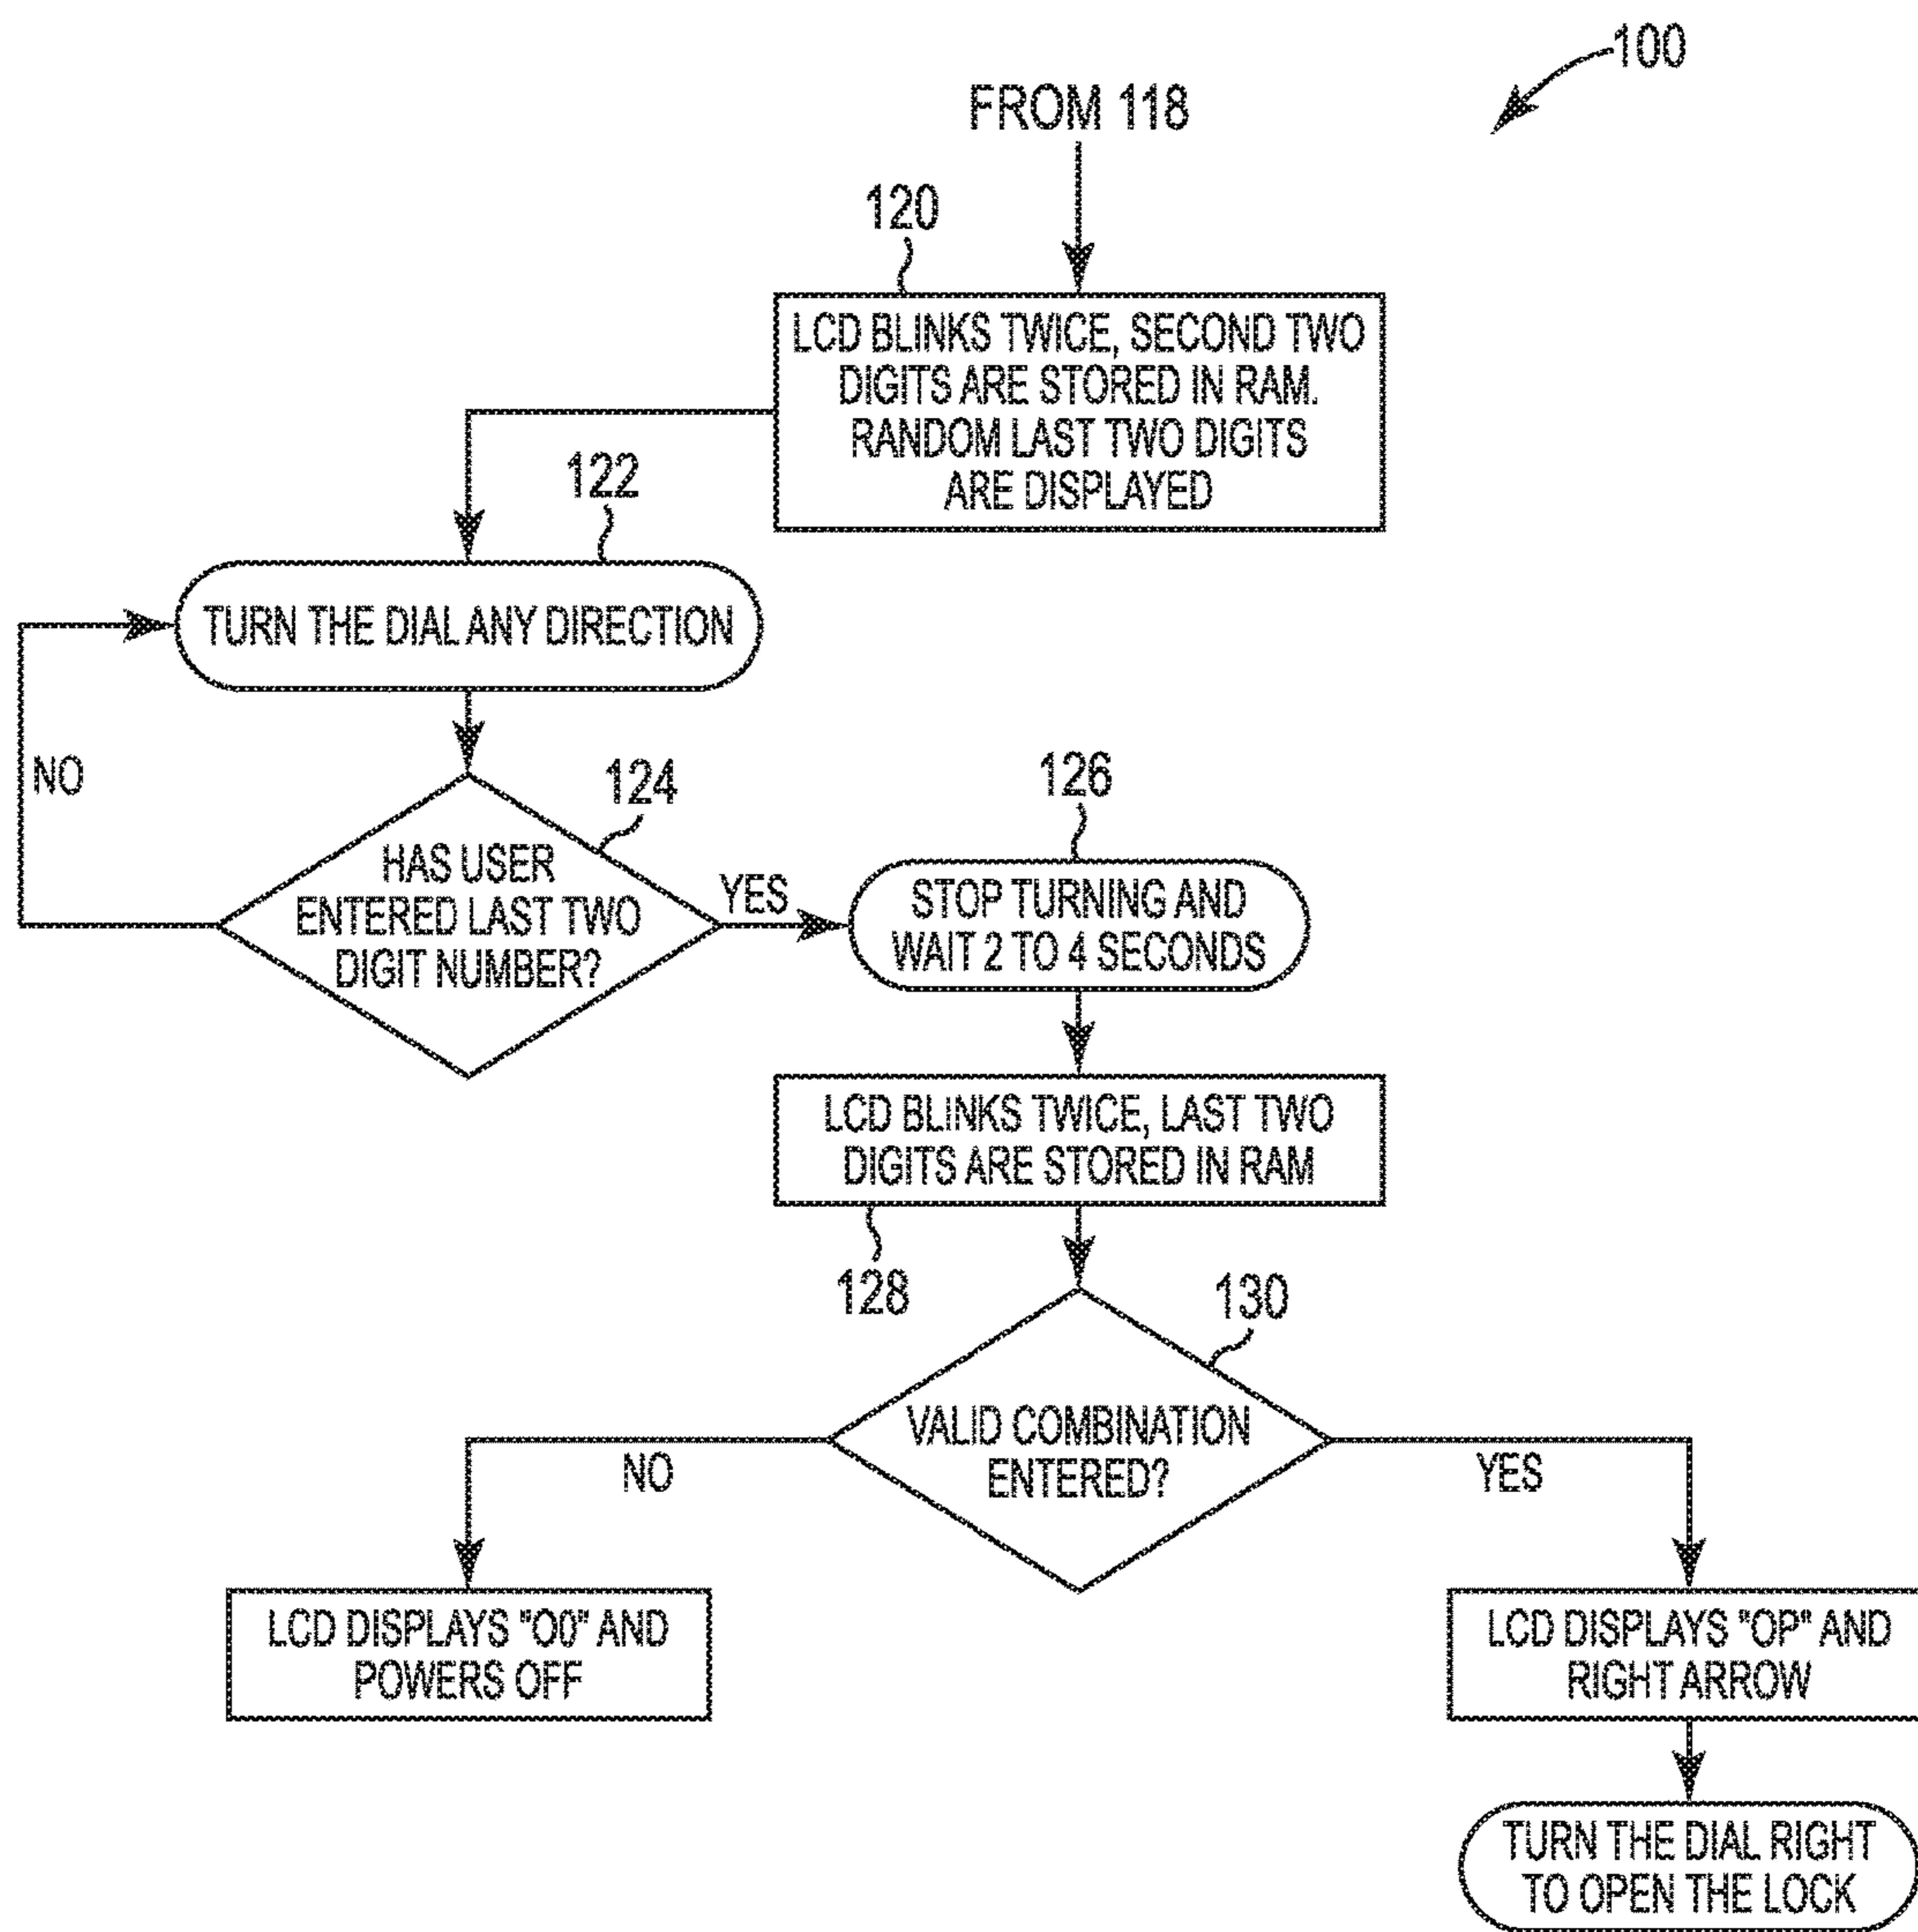 100
FROM 118
120
LCD BLINKS TWICE, SECOND TWO
DIGITS ARE STORED IN RAM.
RANDOM LAST TWO DIGITS
ARE DISPLAYED
122
TURN THE DIAL ANY DIRECTION
NO
124
HAS USER
ENTERED LAST TWO
DIGIT NUMBER?
YES
126
STOP TURNING AND
WAIT 2 TO 4 SECONDS
LCD BLINKS TWICE, LAST TWO
DIGITS ARE STORED IN RAM
128
130
VALID COMBINATION
ENTERED?
NO
YES
LCD DISPLAYS "O0" AND
POWERS OFF
LCD DISPLAYS "OP" AND
RIGHT ARROW
TURN THE DIAL RIGHT
TO OPEN THE LOCK